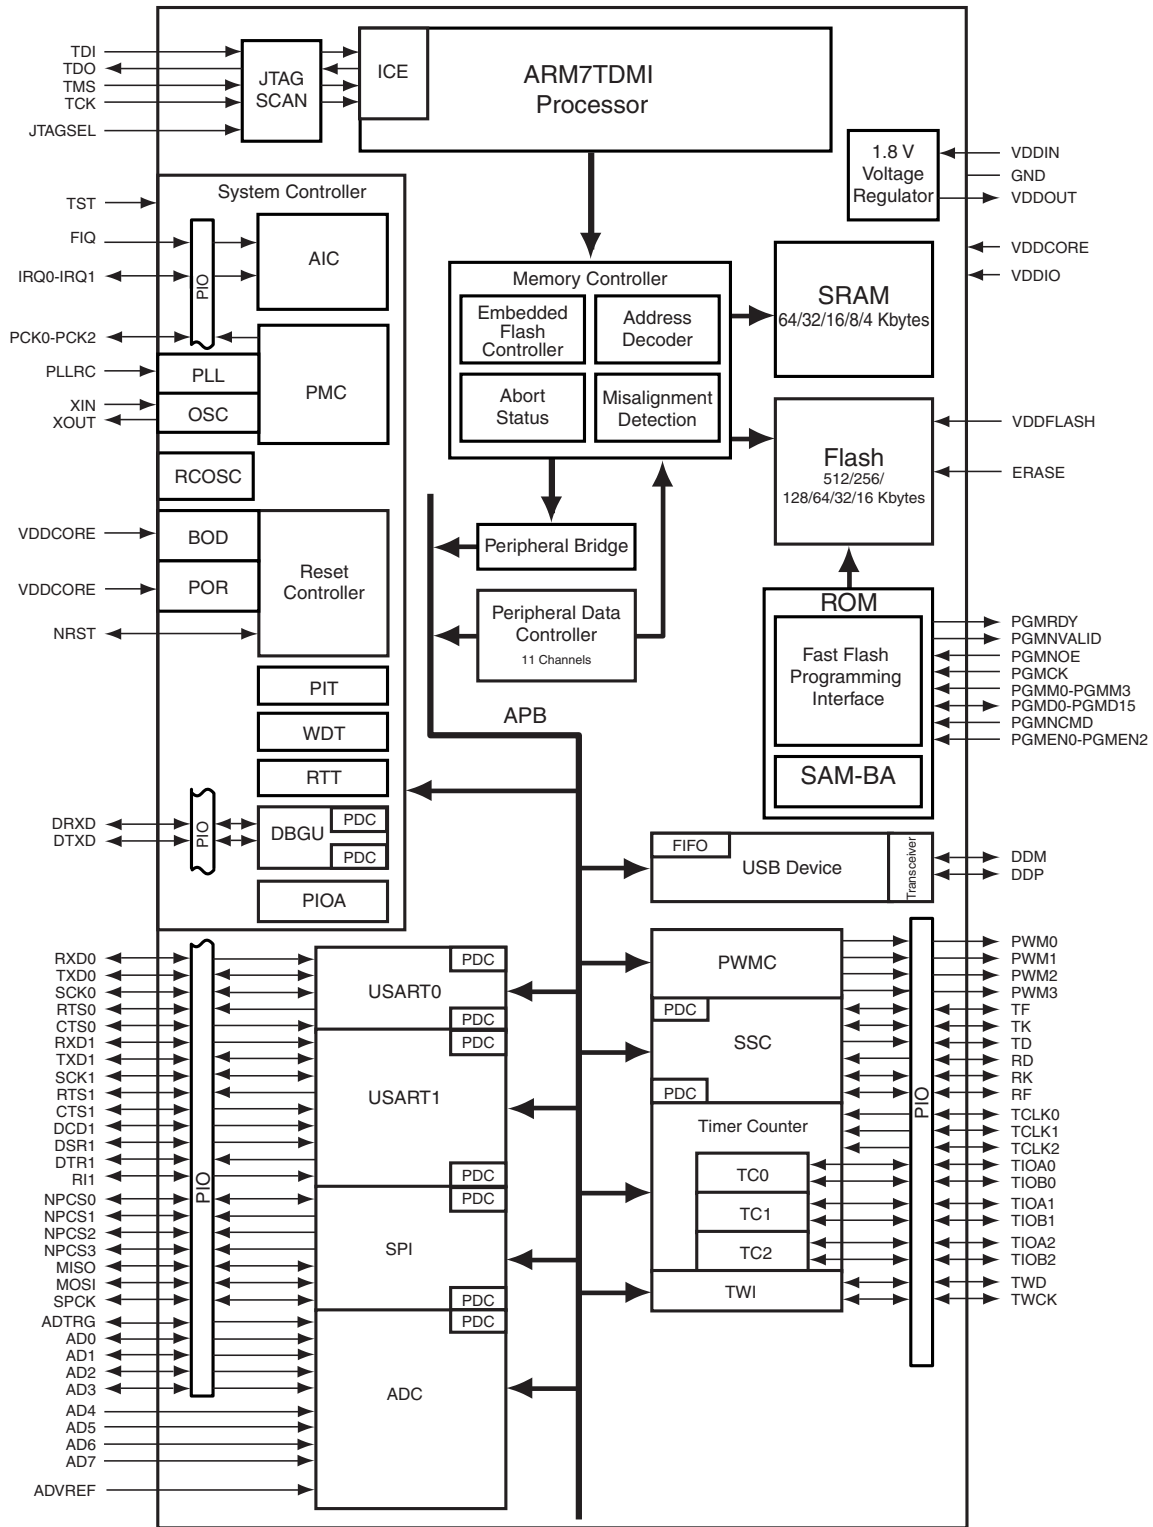 TDI
TDO
TMS
TCK
JTAGSEL
JTAG
SCAN
ICE
ARM7TDMI
Processor
1.8 V
Voltage
Regulator
VDDIN
GND
VDDOUT
VDDCORE
VDDIO
System Controller
TST
FIQ
IRQ0-IRQ1
PCK0-PCK2
PLLRC
XIN
XOUT
PIO
AIC
PMC
PLL
OSC
RCOSC
VDDCORE
VDDCORE
NRST
BOD
POR
Reset
Controller
PIT
WDT
RTT
DRXD
DTXD
PIO
DBGU
PDC
PDC
PIOA
Memory Controller
Embedded
Flash
Controller
Address
Decoder
Abort
Status
Misalignment
Detection
SRAM
64/32/16/8/4 Kbytes
Flash
512/256/
128/64/32/16 Kbytes
VDDFLASH
ERASE
Peripheral Bridge
Peripheral Data
Controller
11 Channels
APB
ROM
Fast Flash
Programming
Interface
SAM-BA
PGMRDY
PGMNVALID
PGMNOE
PGMCK
PGMM0-PGMM3
PGMD0-PGMD15
PGMNCMD
PGMEN0-PGMEN2
FIFO
USB Device
Transceiver
DDM
DDP
RXD0
TXD0
SCK0
RTS0
CTS0
RXD1
TXD1
SCK1
RTS1
CTS1
DCD1
DSR1
DTR1
RI1
NPCS0
NPCS1
NPCS2
NPCS3
MISO
MOSI
SPCK
ADTRG
AD0
AD1
AD2
AD3
AD4
AD5
AD6
AD7
ADVREF
PIO
PDC
USART0
PDC
PDC
USART1
PDC
PDC
SPI
PDC
PDC
ADC
PWMC
PDC
SSC
PDC
Timer Counter
TC0
TC1
TC2
TWI
PIO
PWM0
PWM1
PWM2
PWM3
TF
TK
TD
RD
RK
RF
TCLK0
TCLK1
TCLK2
TIOA0
TIOB0
TIOA1
TIOB1
TIOA2
TIOB2
TWD
TWCK